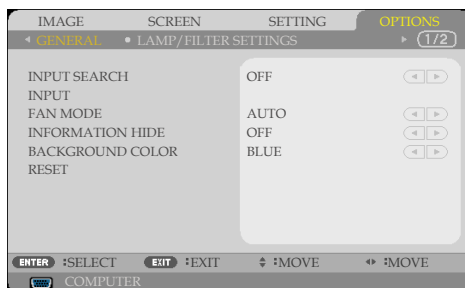 IMAGE SCREEN SETTING OPTIONS
GENERAL • LAMP/FILTER SETTINGS (1/2)
INPUT SEARCH OFF
INPUT
FAN MODE AUTO
INFORMATION HIDE OFF
BACKGROUND COLOR BLUE
RESET
ENTER :SELECT EXIT :EXIT :MOVE :MOVE
COMPUTER